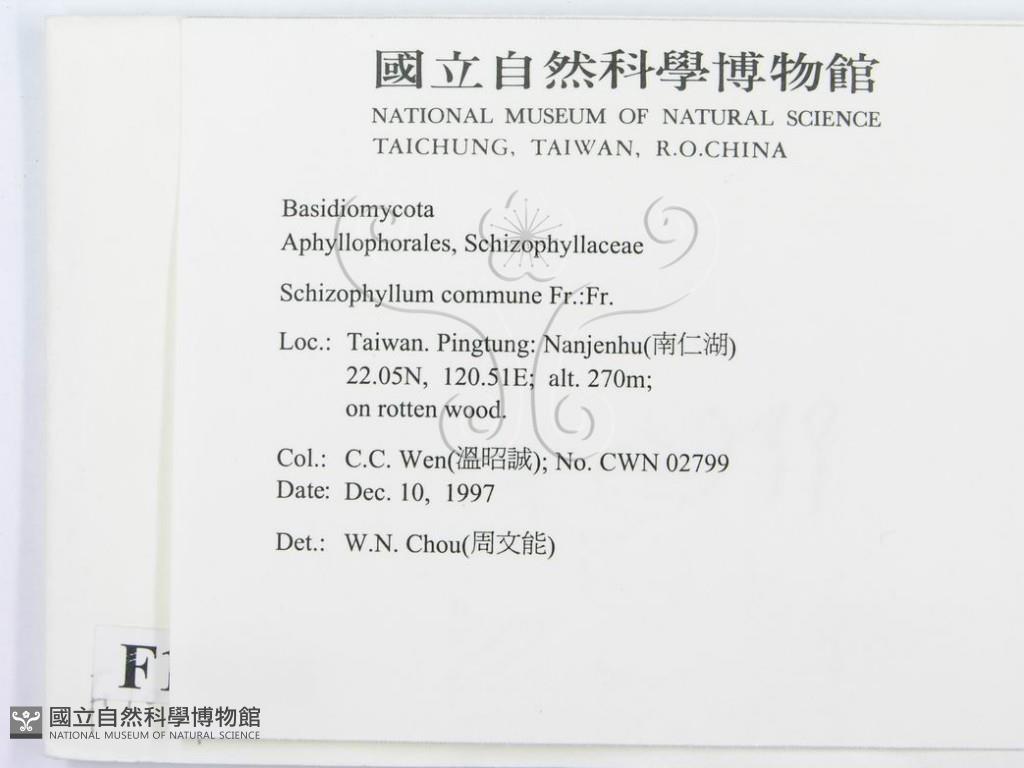 國立自然科學博物館
NATIONAL MUSEUM OF NATURAL SCIENCE
TAICHUNG, TAIWAN, R.O.CHINA
Basidiomycota
Aphyllophorales, Schizophyllaceae
Schizophyllum commune Fr.:Fr.
Loc.: Taiwan. Pingtung: Nanjenhu(南仁湖)
22.05N, 120.51E; alt. 270m;
on rotten wood.
Col.: C.C. Wen(溫昭誠); No. CWN 02799
Date: Dec. 10, 1997
Det.: W.N. Chou(周文能)
國立自然科學博物館
NATIONAL MUSEUM OF NATURAL SCIENCE